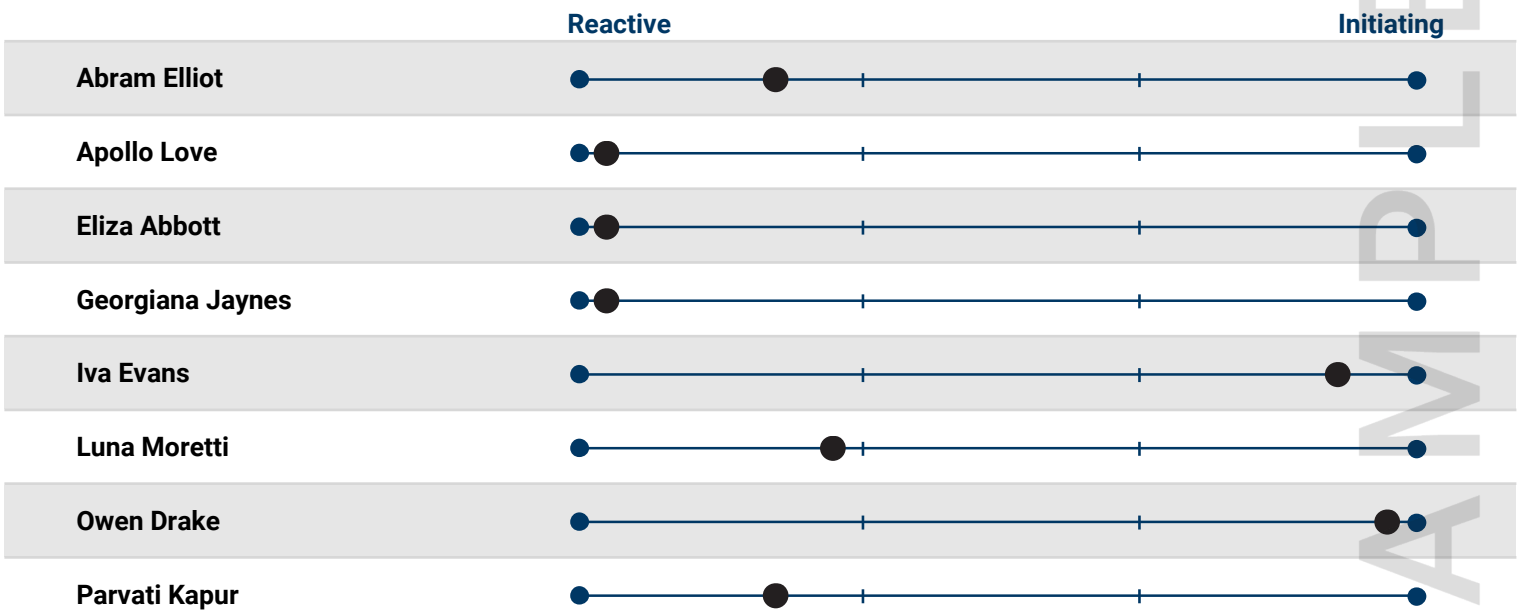 Reactive Initiating
Abram Elliot
Apollo Love
Eliza Abbott
Georgiana Jaynes
Iva Evans
Luna Moretti
Owen Drake
Parvati Kapur
A M P L E